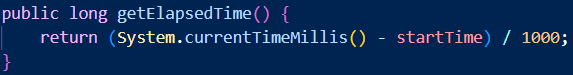 public long getElapsedTime() {
    return (System.currentTimeMillis() - startTime) / 1000;
}